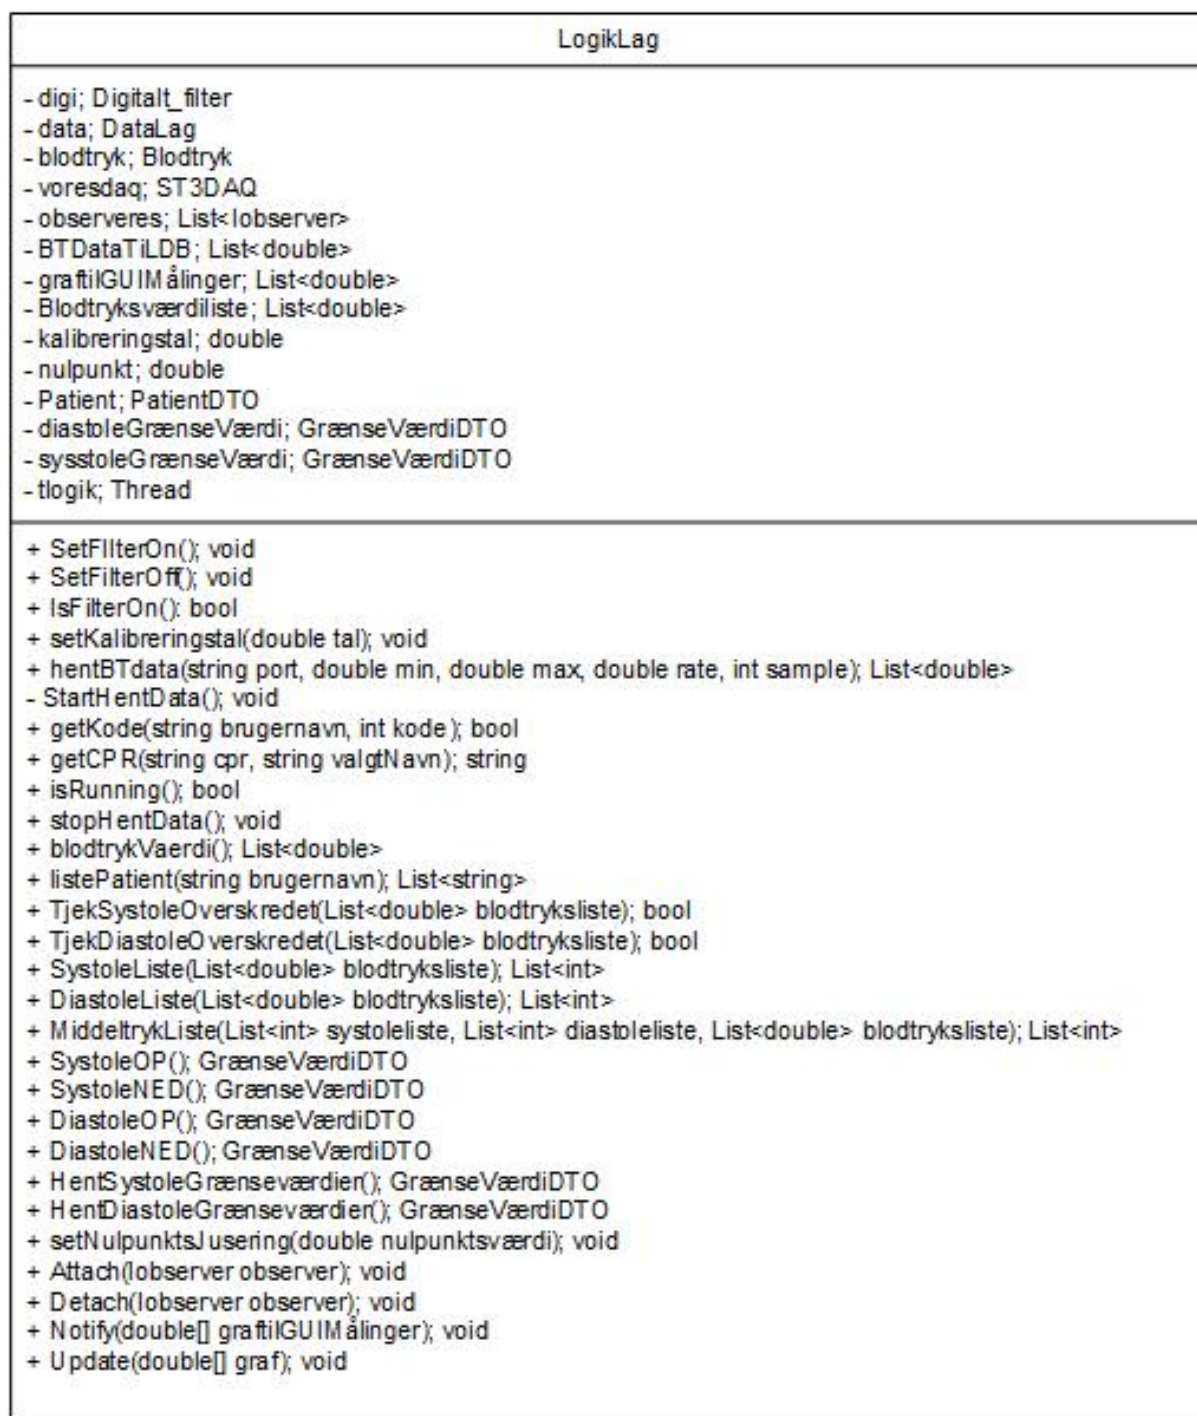 LogikLag
- digi; Digitalt_filter
- data; DataLag
- blodtryk; Blodtryk
- voresdaq; ST3DAQ
- observeres; List<Iobserver>
- BTDataTiLDB; List<double>
- graftilGUIMålinger; List<double>
- Blodtryksværdiliste; List<double>
- kalibreringstal; double
- nulpunkt; double
- Patient; PatientDTO
- diastoleGrænseVærdi; GrænseVærdiDTO
- sysstoleGrænseVærdi; GrænseVærdiDTO
- tlogik; Thread
+ SetFIlterOn(); void
+ SetFilterOff(); void
+ IsFilterOn(): bool
+ setKalibreringstal(double tal); void
+ hentBTdata(string port, double min, double max, double rate, int sample); List<double>
- StartHentData(); void
+ getKode(string brugernavn, int kode); bool
+ getCPR(string cpr, string valgtNavn); string
+ isRunning(); bool
+ stopHentData(); void
+ blodtrykVaerdi(); List<double>
+ listePatient(string brugernavn); List<string>
+ TjekSystoleOverskredet(List<double> blodtryksliste); bool
+ TjekDiastoleOverskredet(List<double> blodtryksliste); bool
+ SystoleListe(List<double> blodtryksliste); List<int>
+ DiastoleListe(List<double> blodtryksliste); List<int>
+ MiddeltrykListe(List<int> systoleliste, List<int> diastoleliste, List<double> blodtryksliste); List<int>
+ SystoleOP(); GrænseVærdiDTO
+ SystoleNED(); GrænseVærdiDTO
+ DiastoleOP(); GrænseVærdiDTO
+ DiastoleNED(); GrænseVærdiDTO
+ HentSystoleGrænseværdier(); GrænseVærdiDTO
+ HentDiastoleGrænseværdier(); GrænseVærdiDTO
+ setNulpunktsJusering(double nulpunktsværdi); void
+ Attach(Iobserver observer); void
+ Detach(Iobserver observer); void
+ Notify(double[] graftilGUIMålinger); void
+ Update(double[] graf); void